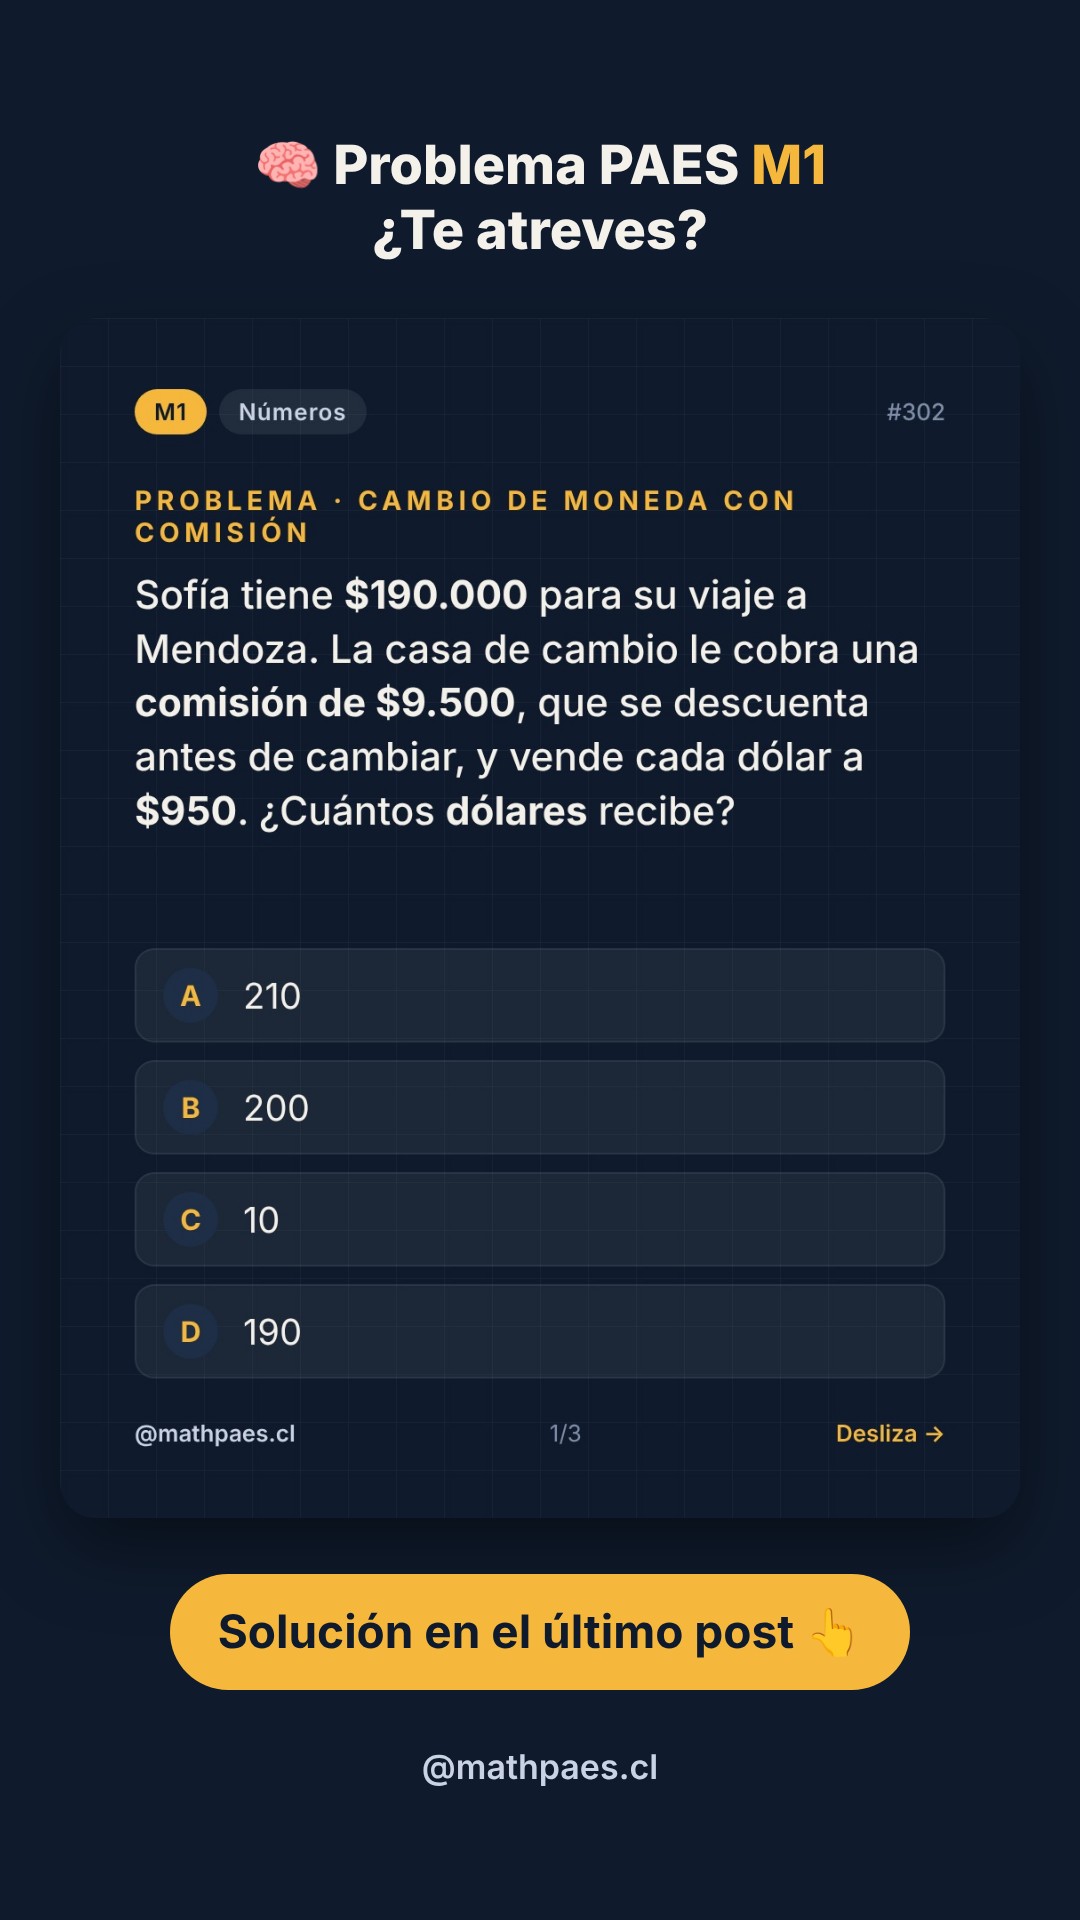 🧠 Problema PAES M1
¿Te atreves?
M1 Números #302
PROBLEMA · CAMBIO DE MONEDA CON
COMISIÓN
Sofía tiene $190.000 para su viaje a
Mendoza. La casa de cambio le cobra una
comisión de $9.500, que se descuenta
antes de cambiar, y vende cada dólar a
$950. ¿Cuántos dólares recibe?
A 210
B 200
C 10
D 190
@mathpaes.cl 1/3 Desliza →
Solución en el último post 👆
@mathpaes.cl